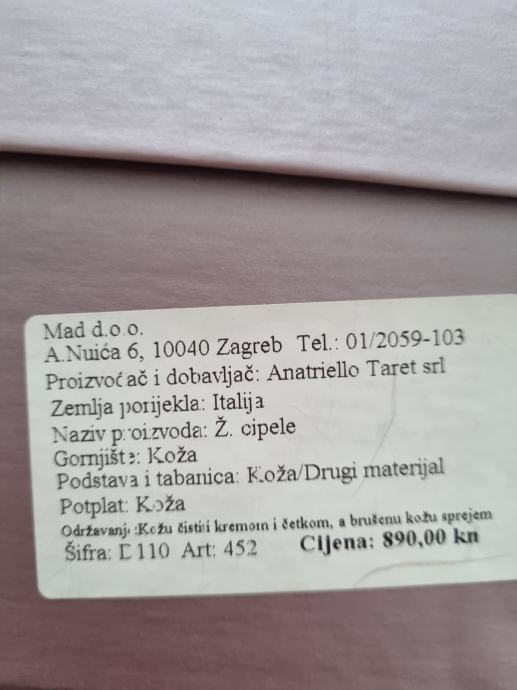 Mad d.o.o.
A.Nuića 6, 10040 Zagreb Tel.: 01/2059-103
Proizvođač i dobavljač: Anatriello Taret srl
Zemlja porijekla: Italija
Naziv proizvoda: Ž. cipele
Gornjište: Koža
Podstava i tabanica: Koža/Drugi materijal
Potplat: Koža
Održavanje:Kožu čistiti kremom i četkom, a brušenu kožu sprejem
Šifra: 110 Art: 452 Cijena: 890,00 kn